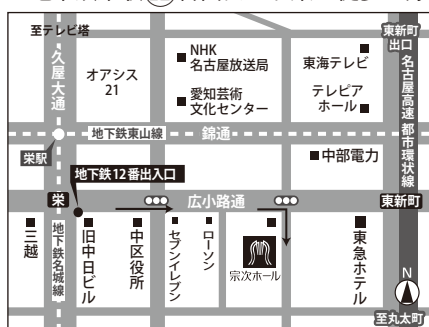 至テレビ塔
久屋大通
オアシス
21
NHK
名古屋放送局
愛知芸術
文化センター
東海テレビ
テレピア
ホール
東新町
出口
名古屋高速 都市環状線
地下鉄東山線
錦通
栄駅
地下鉄12番出入口
中部電力
栄
広小路通
東新町
三越
地下鉄名城線
旧中日ビル
中区役所
セブンイレブン
ローソン
宗次ホール
東急ホテル
N
至丸太町